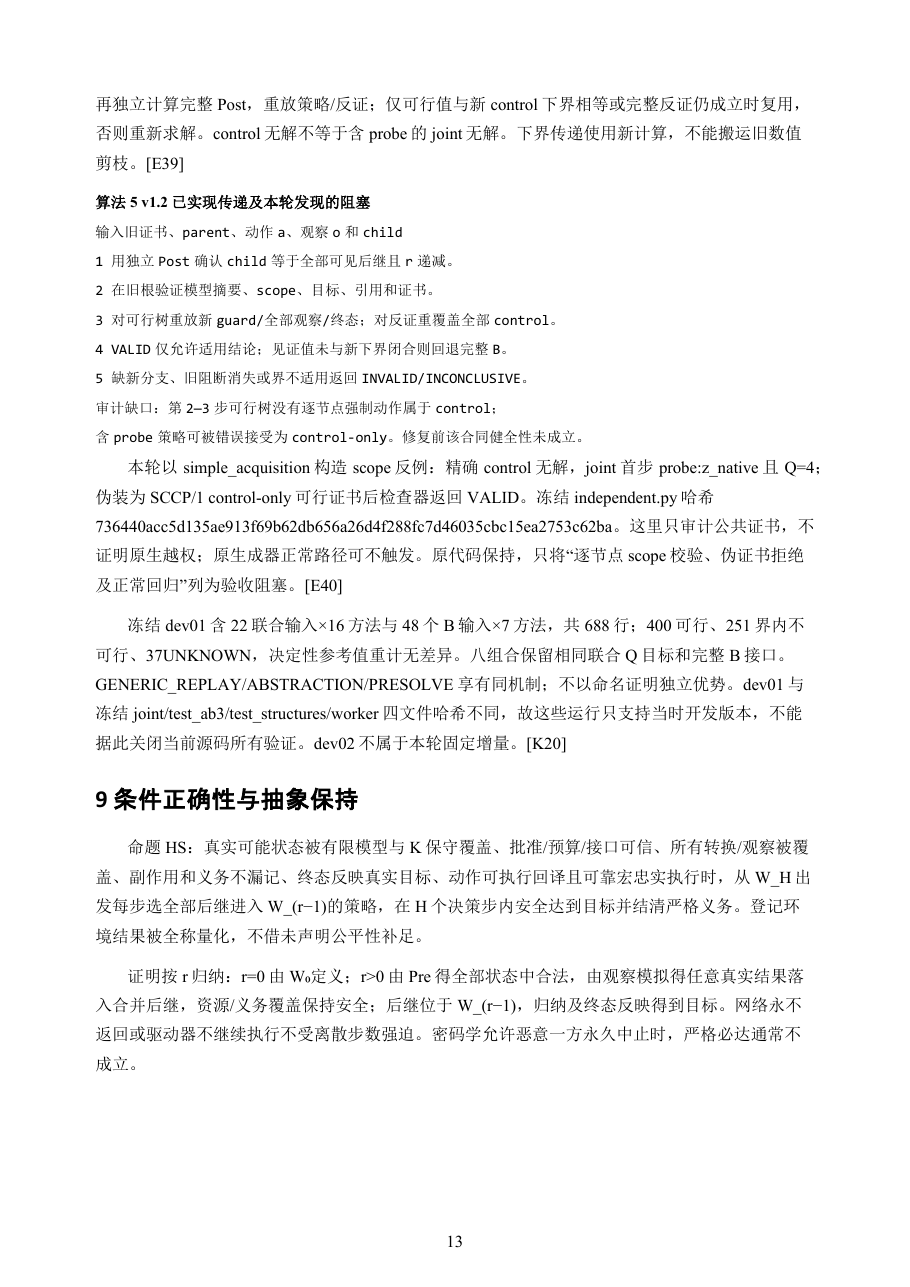 再独立计算完整 Post，重放策略/反证；仅可行值与新 control 下界相等或完整反证仍成立时复用，
否则重新求解。control 无解不等于含 probe 的 joint 无解。下界传递使用新计算，不能搬运旧数值
剪枝。[E39]
算法 5 v1.2 已实现传递及本轮发现的阻塞
输入旧证书、parent、动作 a、观察 o 和 child
1 用独立 Post 确认 child 等于全部可见后继且 r 递减。
2 在旧根验证模型摘要、scope、目标、引用和证书。
3 对可行树重放新 guard/全部观察/终态；对反证重覆盖全部 control。
4 VALID 仅允许适用结论；见证值未与新下界闭合则回退完整 B。
5 缺新分支、旧阻断消失或界不适用返回 INVALID/INCONCLUSIVE。
审计缺口：第 2–3 步可行树没有逐节点强制动作属于 control；
含 probe 策略可被错误接受为 control-only。修复前该合同健全性未成立。
本轮以 simple_acquisition 构造 scope 反例：精确 control 无解，joint 首步 probe:z_native 且 Q=4；
伪装为 SCCP/1 control-only 可行证书后检查器返回 VALID。冻结 independent.py 哈希
736440acc5d135ae913f69b62db656a26d4f288fc7d46035cbc15ea2753c62ba。这里只审计公共证书，不
证明原生越权；原生成器正常路径可不触发。原代码保持，只将“逐节点 scope 校验、伪证书拒绝
及正常回归”列为验收阻塞。[E40]
冻结 dev01 含 22 联合输入×16 方法与 48 个 B 输入×7 方法，共 688 行；400 可行、251 界内不
可行、37UNKNOWN，决定性参考值重计无差异。八组合保留相同联合 Q 目标和完整 B 接口。
GENERIC_REPLAY/ABSTRACTION/PRESOLVE 享有同机制；不以命名证明独立优势。dev01 与
冻结 joint/test_ab3/test_structures/worker 四文件哈希不同，故这些运行只支持当时开发版本，不能
据此关闭当前源码所有验证。dev02 不属于本轮固定增量。[K20]
9 条件正确性与抽象保持
命题 HS：真实可能状态被有限模型与 K 保守覆盖、批准/预算/接口可信、所有转换/观察被覆
盖、副作用和义务不漏记、终态反映真实目标、动作可执行回译且可靠宏忠实执行时，从 W_H 出
发每步选全部后继进入 W_(r−1)的策略，在 H 个决策步内安全达到目标并结清严格义务。登记环
境结果被全称量化，不借未声明公平性补足。
证明按 r 归纳：r=0 由 W₀定义；r>0 由 Pre 得全部状态中合法，由观察模拟得任意真实结果落
入合并后继，资源/义务覆盖保持安全；后继位于 W_(r−1)，归纳及终态反映得到目标。网络永不
返回或驱动器不继续执行不受离散步数强迫。密码学允许恶意一方永久中止时，严格必达通常不
成立。
13